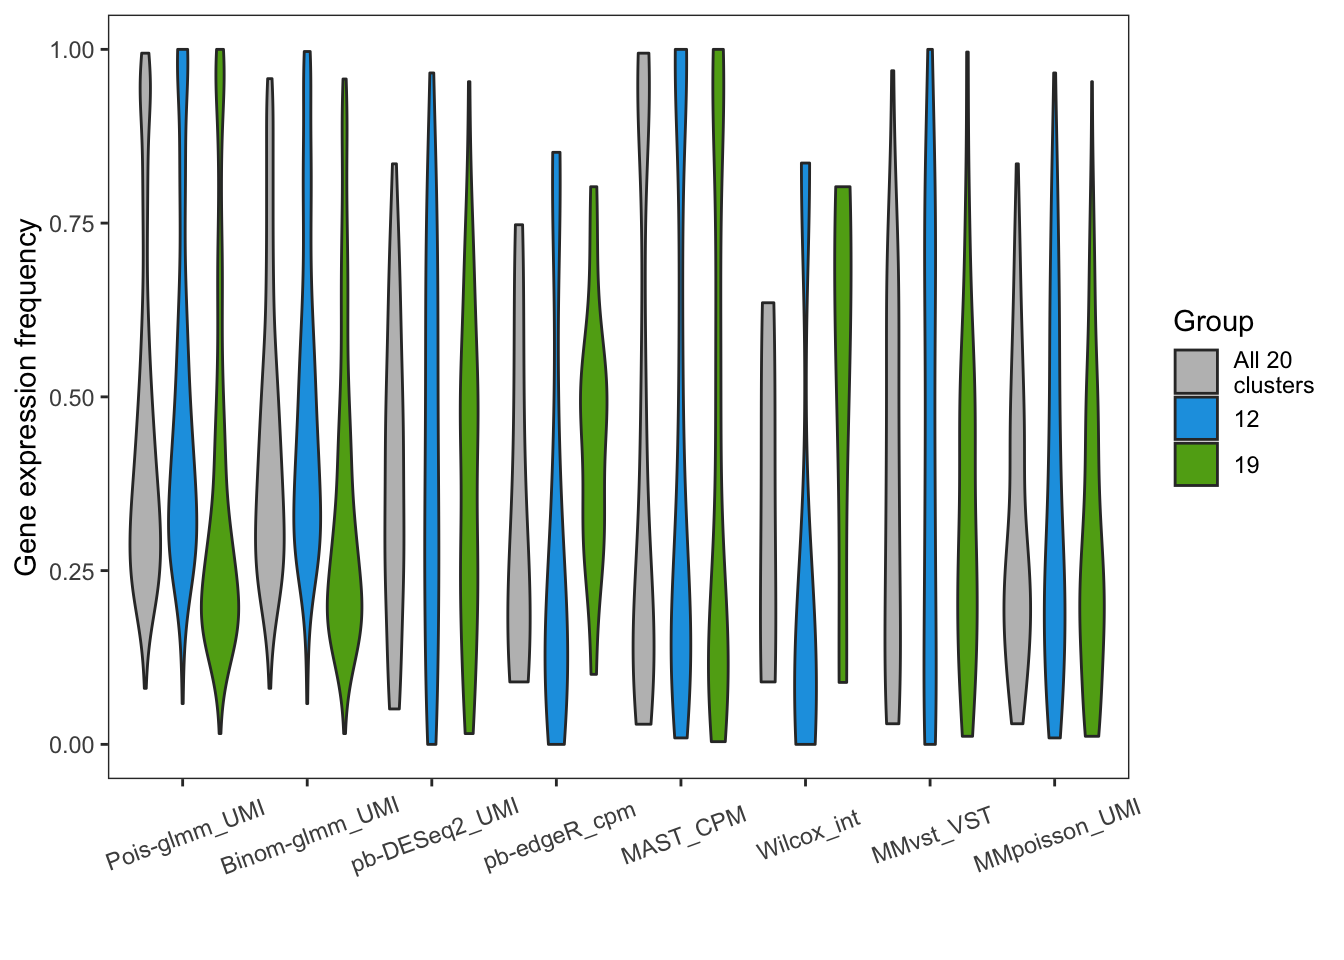 Gene expression frequency
1.00
0.75
0.50
0.25
0.00
Pois-glmm_UMI
Binom-glmm_UMI
pb-DESeq2_UMI
pb-edgeR_cpm
MAST_CPM
Wilcox_int
MMvst_VST
MMpoisson_UMI
Group
All 20
clusters
12
19